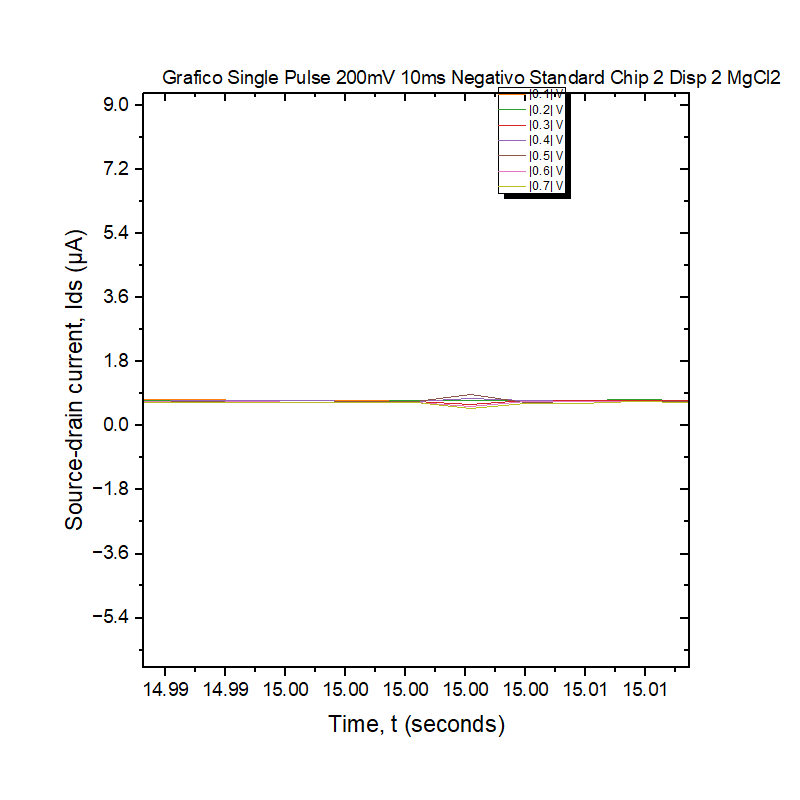 Grafico Single Pulse 200mV 10ms Negativo Standard Chip 2 Disp 2 MgCl2
|0.1| V
|0.2| V
|0.3| V
|0.4| V
|0.5| V
|0.6| V
|0.7| V
9.0
7.2
5.4
3.6
1.8
0.0
−1.8
−3.6
−5.4
Source-drain current, Ids (µA)
14.99 14.99 15.00 15.00 15.00 15.00 15.00 15.01 15.01
Time, t (seconds)